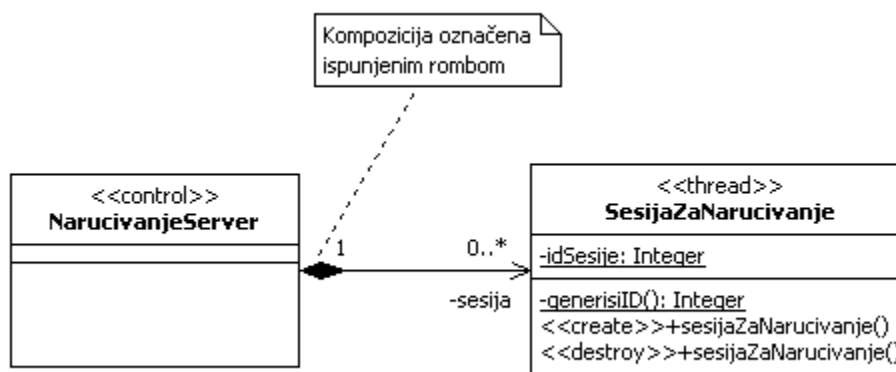 Kompozicija označena
ispunjenim rombom
<<control>>
NarucivanjeServer
1
0..*
-sesija
<<thread>>
SesijaZaNarucivanje
-idSesije: Integer
-generisiID(): Integer
<<create>>+sesijaZaNarucivanje()
<<destroy>>+sesijaZaNarucivanje()